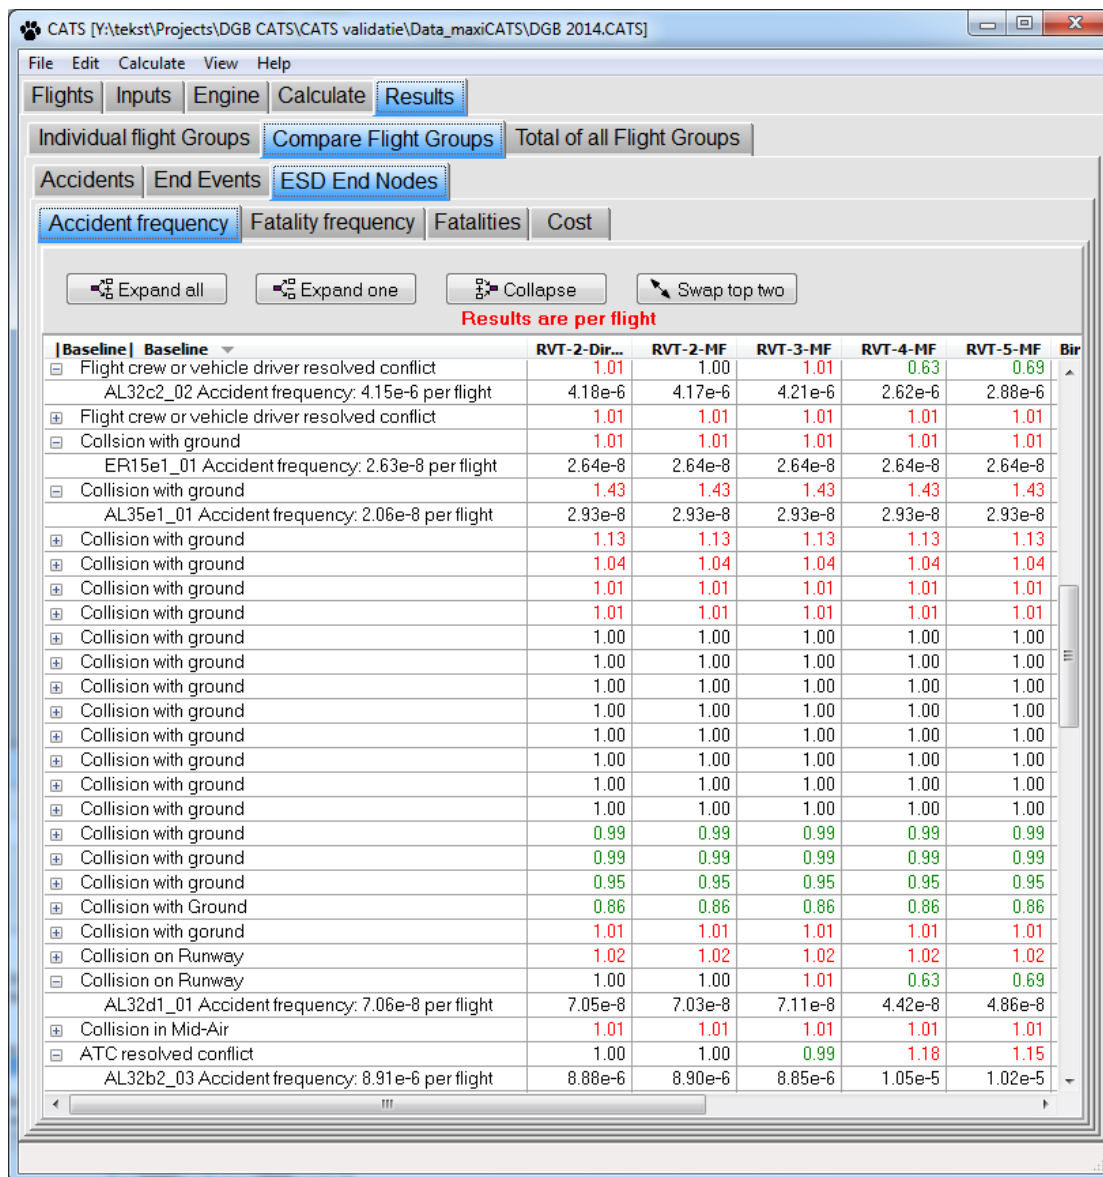 CATS [Y:\tekst\Projects\DGB CATS\CATS validatie\Data_maxiCATS\DGB 2014.CATS]
File Edit Calculate View Help
Flights Inputs Engine Calculate Results
Individual flight Groups Compare Flight Groups Total of all Flight Groups
Accidents End Events ESD End Nodes
Accident frequency Fatality frequency Fatalities Cost
Expand all Expand one Collapse Swap top two
Results are per flight
|Baseline| Baseline RVT-2-Dir... RVT-2-MF RVT-3-MF RVT-4-MF RVT-5-MF Bir
Flight crew or vehicle driver resolved conflict 1.01 1.00 1.01 0.63 0.69
AL32c2_02 Accident frequency: 4.15e-6 per flight 4.18e-6 4.17e-6 4.21e-6 2.62e-6 2.88e-6
Flight crew or vehicle driver resolved conflict 1.01 1.01 1.01 1.01 1.01
Collsion with ground 1.01 1.01 1.01 1.01 1.01
ER15e1_01 Accident frequency: 2.63e-8 per flight 2.64e-8 2.64e-8 2.64e-8 2.64e-8 2.64e-8
Collision with ground 1.43 1.43 1.43 1.43 1.43
AL35e1_01 Accident frequency: 2.06e-8 per flight 2.93e-8 2.93e-8 2.93e-8 2.93e-8 2.93e-8
Collision with ground 1.13 1.13 1.13 1.13 1.13
Collision with ground 1.04 1.04 1.04 1.04 1.04
Collision with ground 1.01 1.01 1.01 1.01 1.01
Collision with ground 1.01 1.01 1.01 1.01 1.01
Collision with ground 1.00 1.00 1.00 1.00 1.00
Collision with ground 1.00 1.00 1.00 1.00 1.00
Collision with ground 1.00 1.00 1.00 1.00 1.00
Collision with ground 1.00 1.00 1.00 1.00 1.00
Collision with ground 1.00 1.00 1.00 1.00 1.00
Collision with ground 1.00 1.00 1.00 1.00 1.00
Collision with ground 1.00 1.00 1.00 1.00 1.00
Collision with ground 1.00 1.00 1.00 1.00 1.00
Collision with ground 0.99 0.99 0.99 0.99 0.99
Collision with ground 0.99 0.99 0.99 0.99 0.99
Collision with ground 0.95 0.95 0.95 0.95 0.95
Collision with Ground 0.86 0.86 0.86 0.86 0.86
Collision with gorund 1.01 1.01 1.01 1.01 1.01
Collision on Runway 1.02 1.02 1.02 1.02 1.02
Collision on Runway 1.00 1.00 1.01 0.63 0.69
AL32d1_01 Accident frequency: 7.06e-8 per flight 7.05e-8 7.03e-8 7.11e-8 4.42e-8 4.86e-8
Collision in Mid-Air 1.01 1.01 1.01 1.01 1.01
ATC resolved conflict 1.00 1.00 0.99 1.18 1.15
AL32b2_03 Accident frequency: 8.91e-6 per flight 8.88e-6 8.90e-6 8.85e-6 1.05e-5 1.02e-5